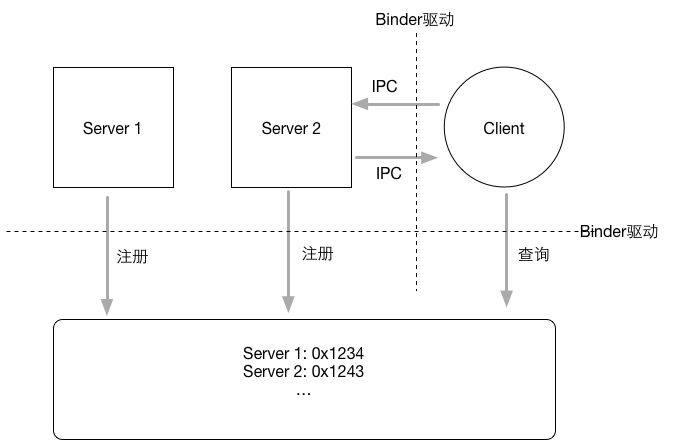 Binder驱动
IPC
Server 1
Server 2
Client
IPC
Binder驱动
注册
注册
查询
Server 1: 0x1234
Server 2: 0x1243
...